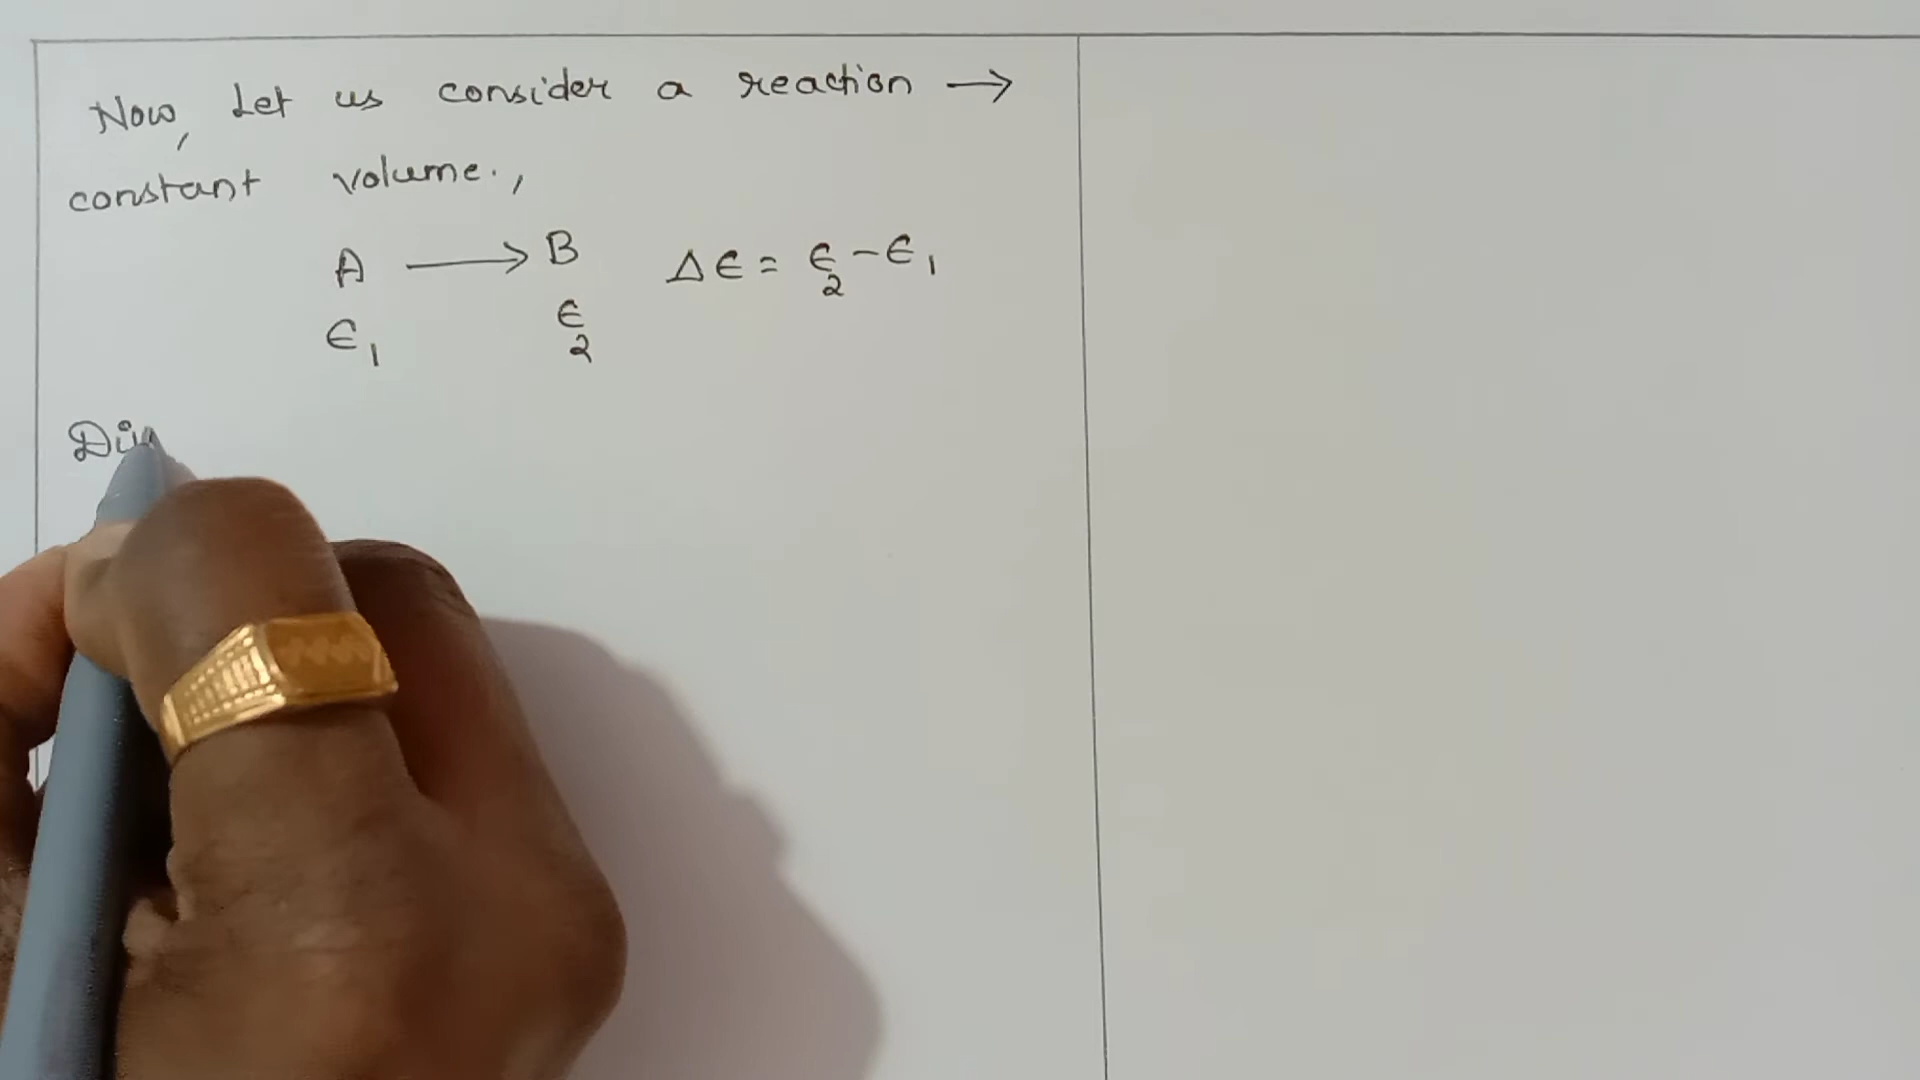 Now, Let us consider a reaction →
constant volume.,
A ⟶ B ΔE = E₂ - E₁
E₁ E₂